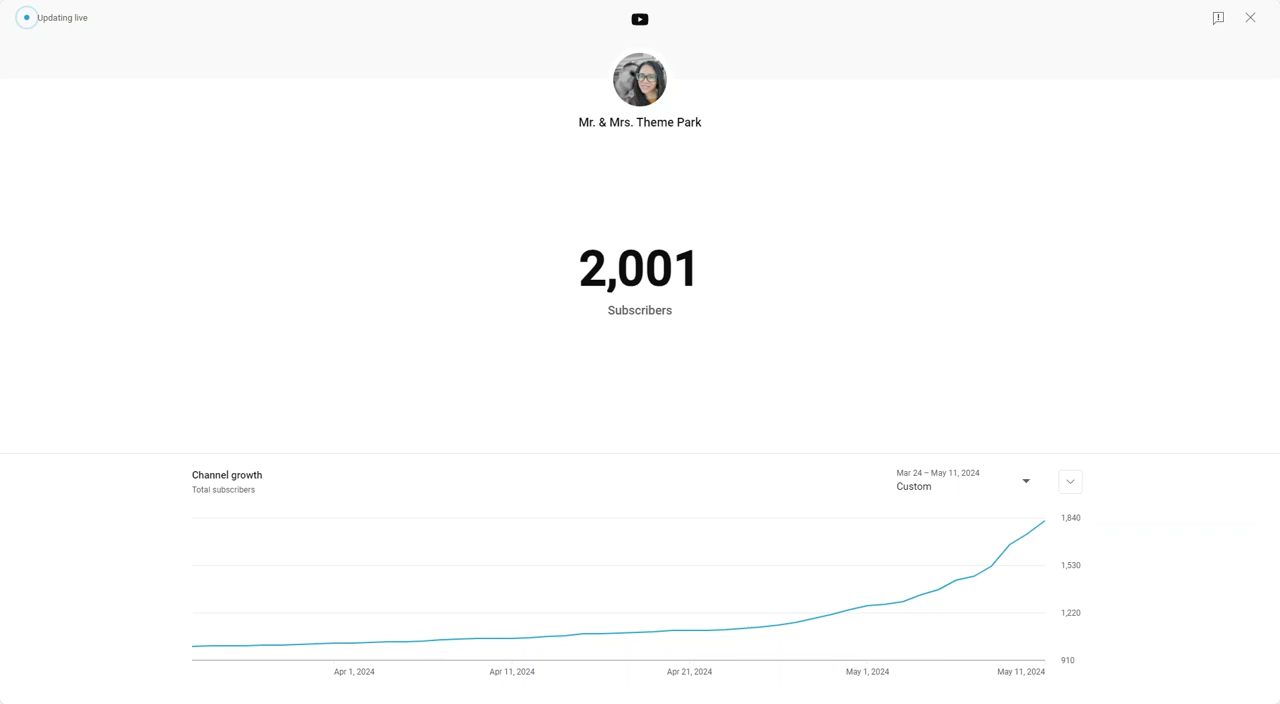 Updating live
Mr. & Mrs. Theme Park
2,001
Subscribers
Channel growth
Total subscribers
Mar 24 – May 11, 2024
Custom
1,840
1,530
1,220
910
Apr 1, 2024
Apr 11, 2024
Apr 21, 2024
May 1, 2024
May 11, 2024